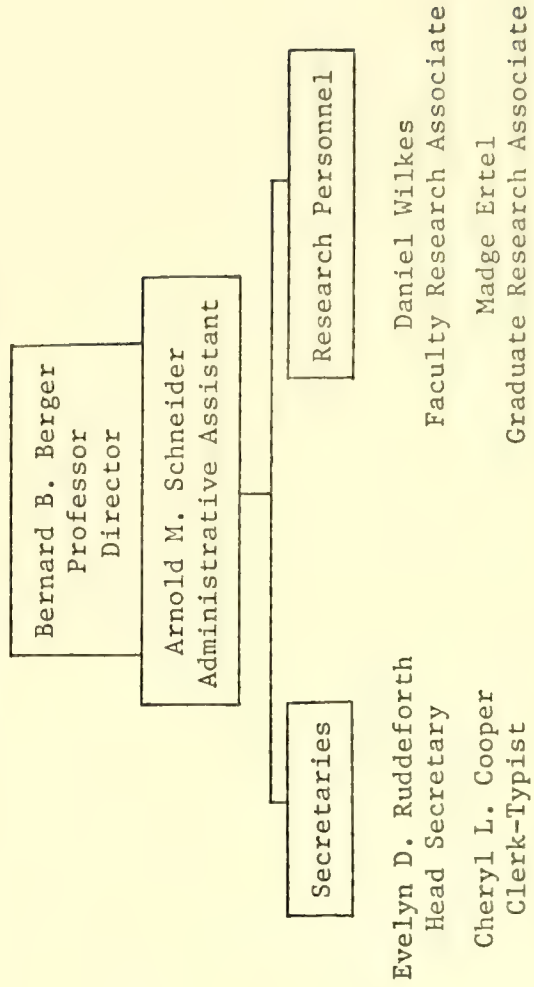 Bernard B. Berger
Professor
Director
Arnold M. Schneider
Administrative Assistant
Secretaries
Evelyn D. Ruddeforth
Head Secretary
Cheryl L. Cooper
Clerk-Typist
Research Personnel
Daniel Wilkes
Faculty Research Associate
Madge Ertel
Graduate Research Associate